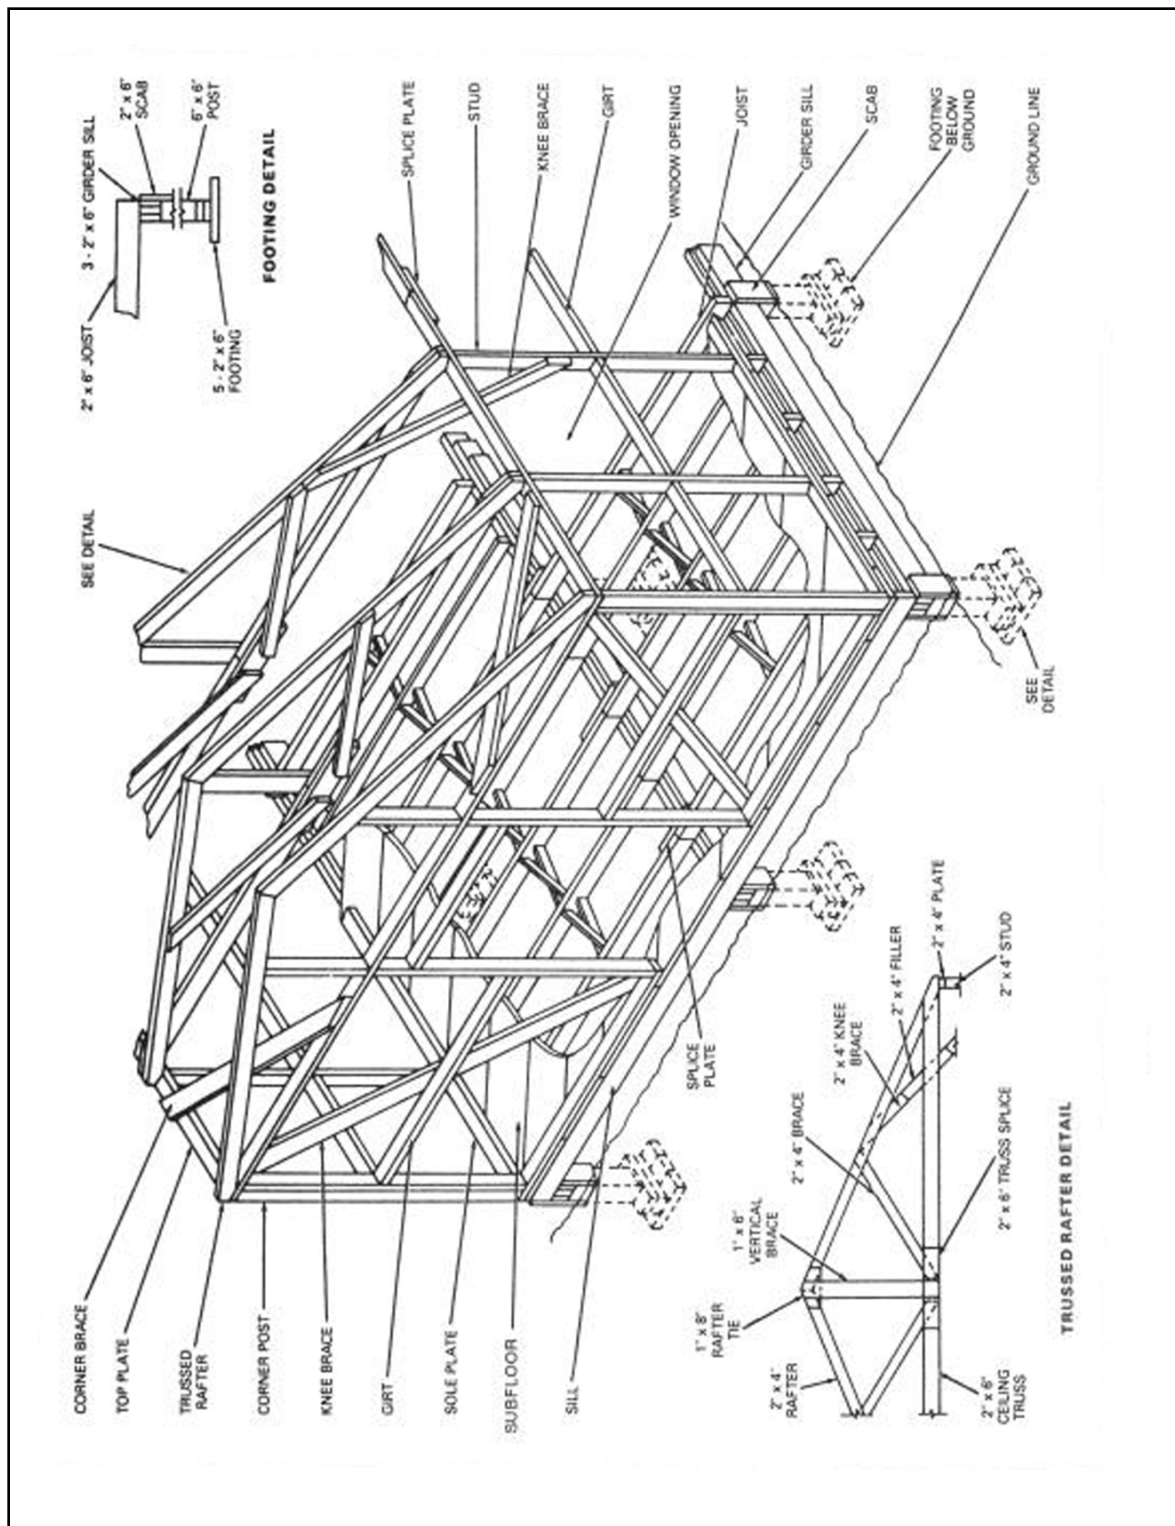 2" x 6" JOIST
3 - 2" x 6" GIRDER SILL
2" x 6"
SCAB
6" x 6"
POST
5 - 2" x 6"
FOOTING
FOOTING DETAIL
SEE DETAIL
SPLICE PLATE
STUD
KNEE BRACE
GIRT
WINDOW OPENING
JOIST
GIRDER SILL
SCAB
FOOTING
BELOW
GROUND
GROUND LINE
SEE
DETAIL
CORNER BRACE
TOP PLATE
TRUSSED
RAFTER
CORNER POST
KNEE BRACE
GIRT
SOLE PLATE
SUBFLOOR
SILL
SPLICE
PLATE
2" x 4"
RAFTER
1" x 8"
RAFTER
TIE
1" x 6"
VERTICAL
BRACE
2" x 4" BRACE
2" x 4" KNEE
BRACE
2" x 4" FILLER
2" x 4" PLATE
2" x 4" STUD
2" x 6" TRUSS SPLICE
2" x 6"
CEILING
TRUSS
TRUSSED RAFTER DETAIL